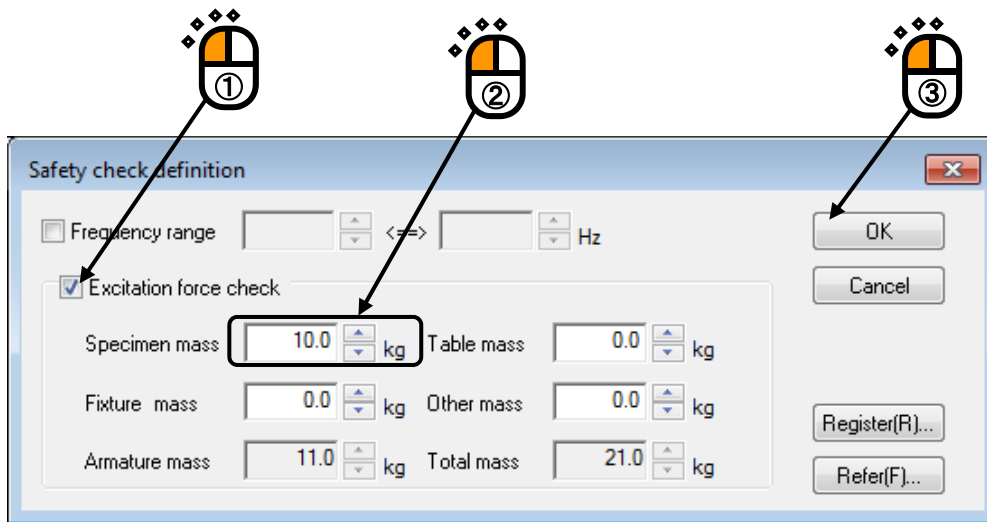 ① ② ③
Safety check definition
Frequency range <==> Hz OK
Excitation force check Cancel
Specimen mass 10.0 kg Table mass 0.0 kg
Fixture mass 0.0 kg Other mass 0.0 kg
Register(R)...
Armature mass 11.0 kg Total mass 21.0 kg
Refer(F)...